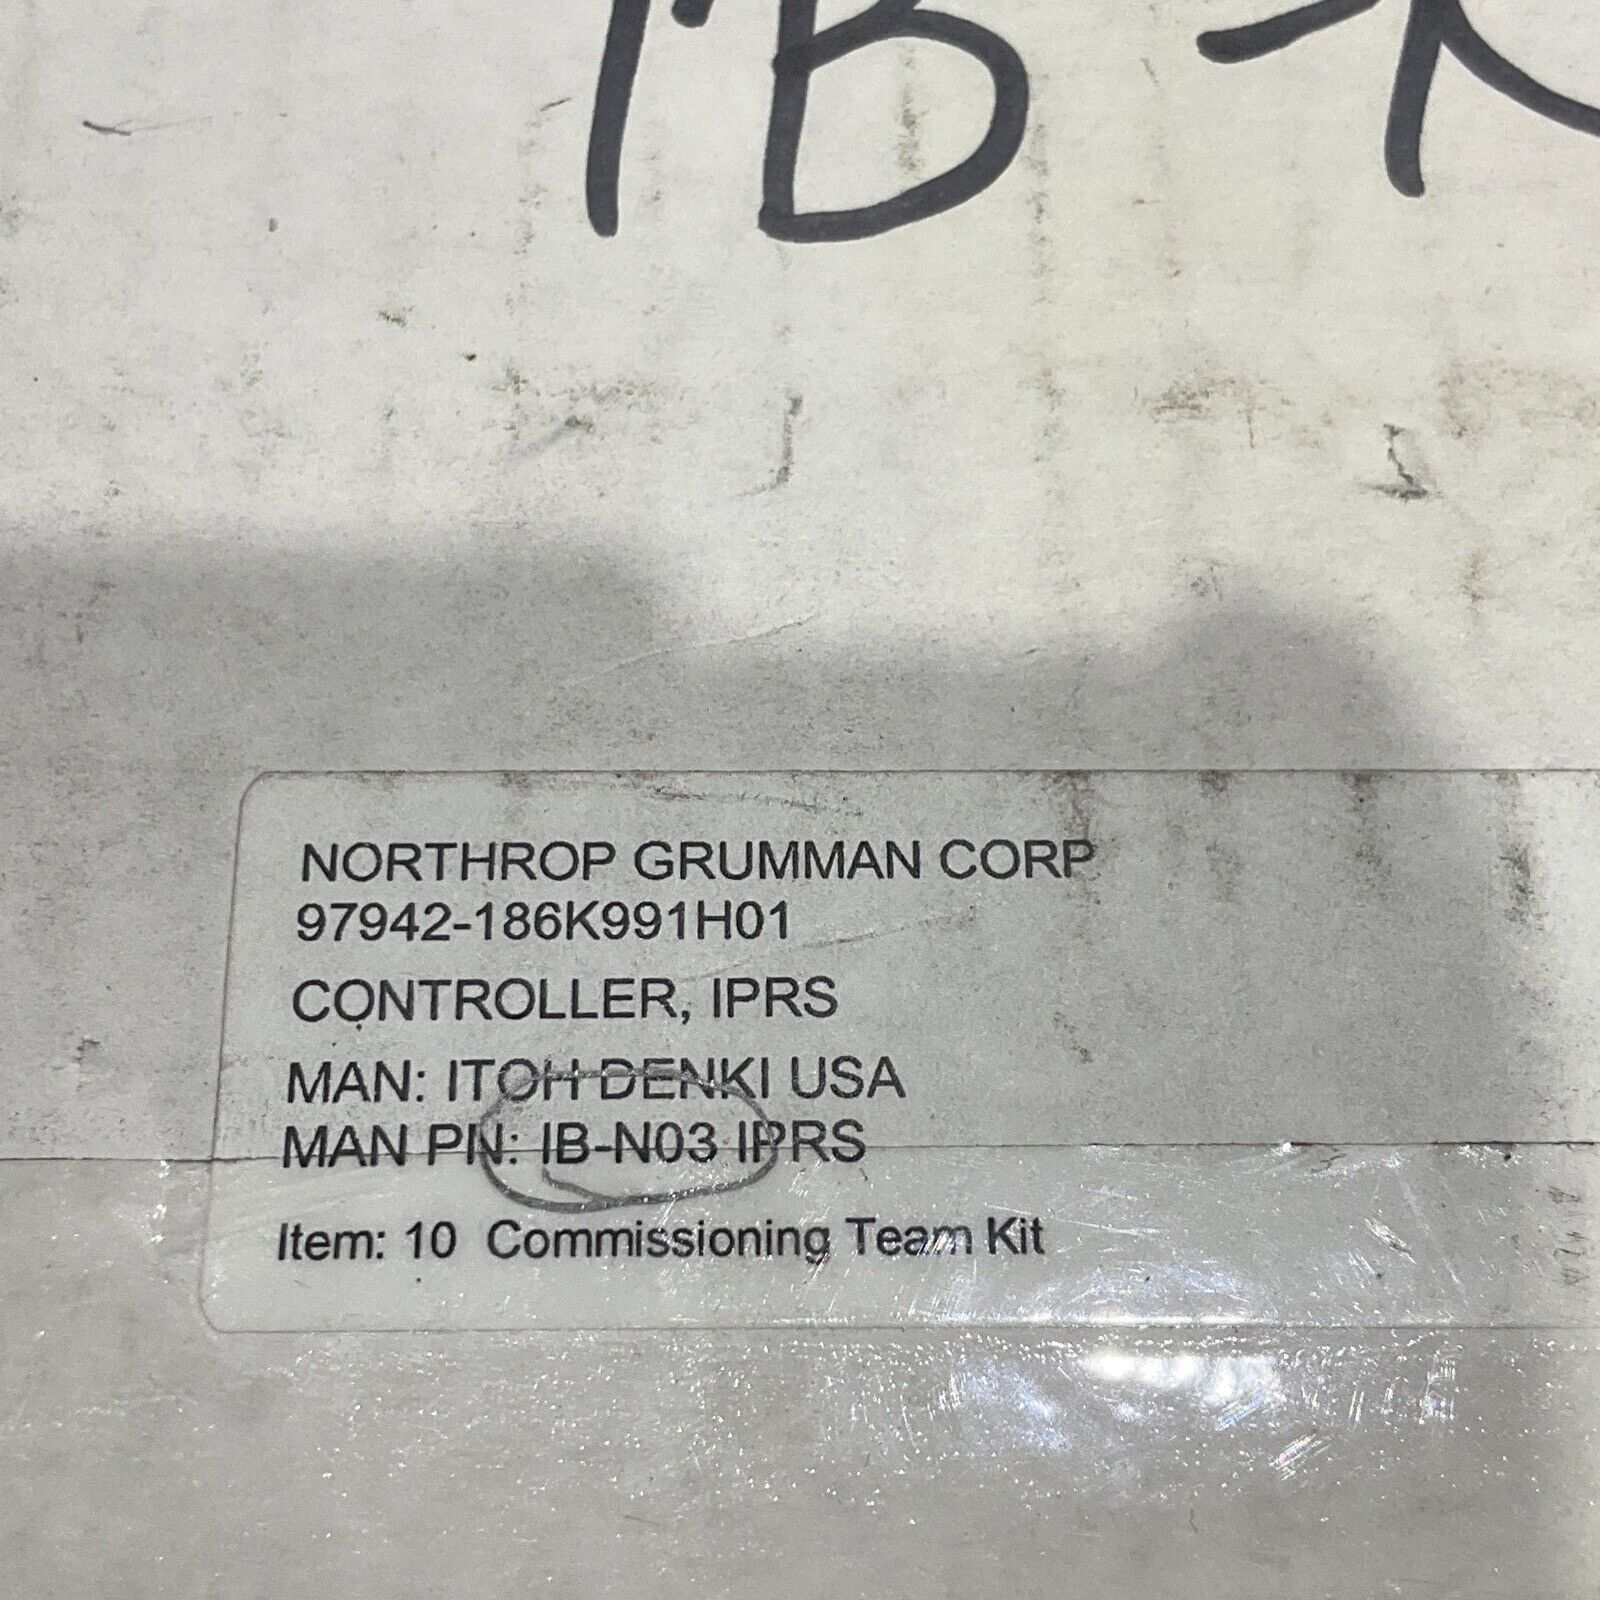 NORTHROP GRUMMAN CORP
97942-186K991H01
CONTROLLER, IPRS
MAN: ITOH DENKI USA
MAN PN: IB-N03 IPRS
Item: 10 Commissioning Team Kit